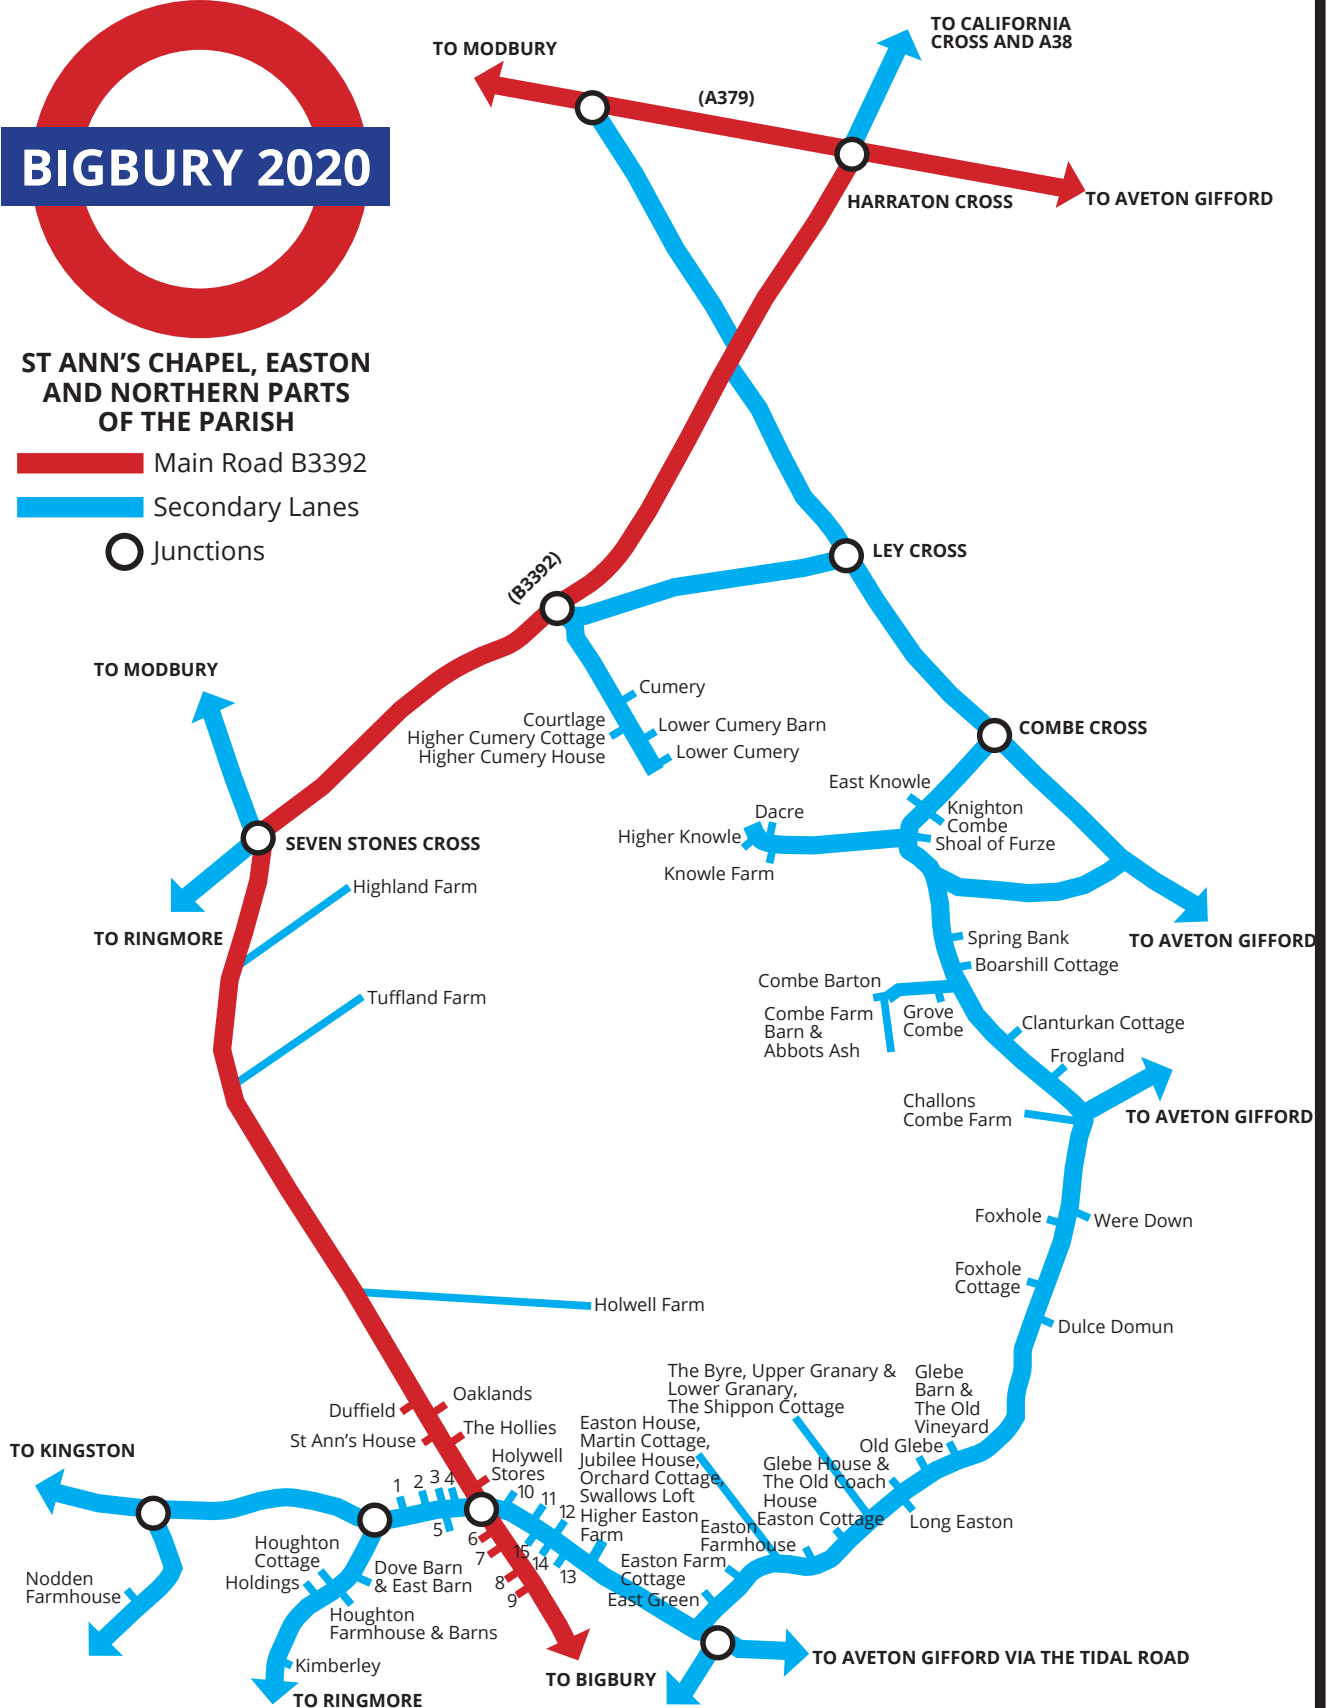 TO CALIFORNIA
CROSS AND A38
TO MODBURY
(A379)
BIGBURY 2020
HARRATON CROSS
TO AVETON GIFFORD
ST ANN'S CHAPEL, EASTON
AND NORTHERN PARTS
OF THE PARISH
Main Road B3392
Secondary Lanes
Junctions
LEY CROSS
(B3392)
TO MODBURY
Cumery
Courtlage
Higher Cumery Cottage
Higher Cumery House
Lower Cumery Barn
Lower Cumery
COMBE CROSS
East Knowle
Knighton
Combe
Shoal of Furze
Dacre
Higher Knowle
Knowle Farm
SEVEN STONES CROSS
Highland Farm
TO RINGMORE
TO AVETON GIFFORD
Spring Bank
Boarshill Cottage
Combe Barton
Combe Farm
Barn &
Abbots Ash
Grove
Combe
Tuffland Farm
Clanturkan Cottage
Frogland
Challons
Combe Farm
TO AVETON GIFFORD
Foxhole
Were Down
Foxhole
Cottage
Dulce Domun
Holwell Farm
The Byre, Upper Granary &
Lower Granary,
The Shippon Cottage
Glebe
Barn &
The Old
Vineyard
Oaklands
Duffield
The Hollies
St Ann's House
Easton House,
Martin Cottage,
Jubilee House,
Orchard Cottage,
Swallows Loft
Old Glebe
Glebe House &
The Old Coach
House
Easton Cottage
Long Easton
TO KINGSTON
Holywell
Stores
1
2
3
4
5
6
7
8
9
10
11
12
13
14
15
Higher Easton
Farm
Easton
Farmhouse
Easton Farm
Cottage
East Green
Houghton
Cottage
Holdings
Dove Barn
& East Barn
Nodden
Farmhouse
Houghton
Farmhouse & Barns
Kimberley
TO RINGMORE
TO BIGBURY
TO AVETON GIFFORD VIA THE TIDAL ROAD